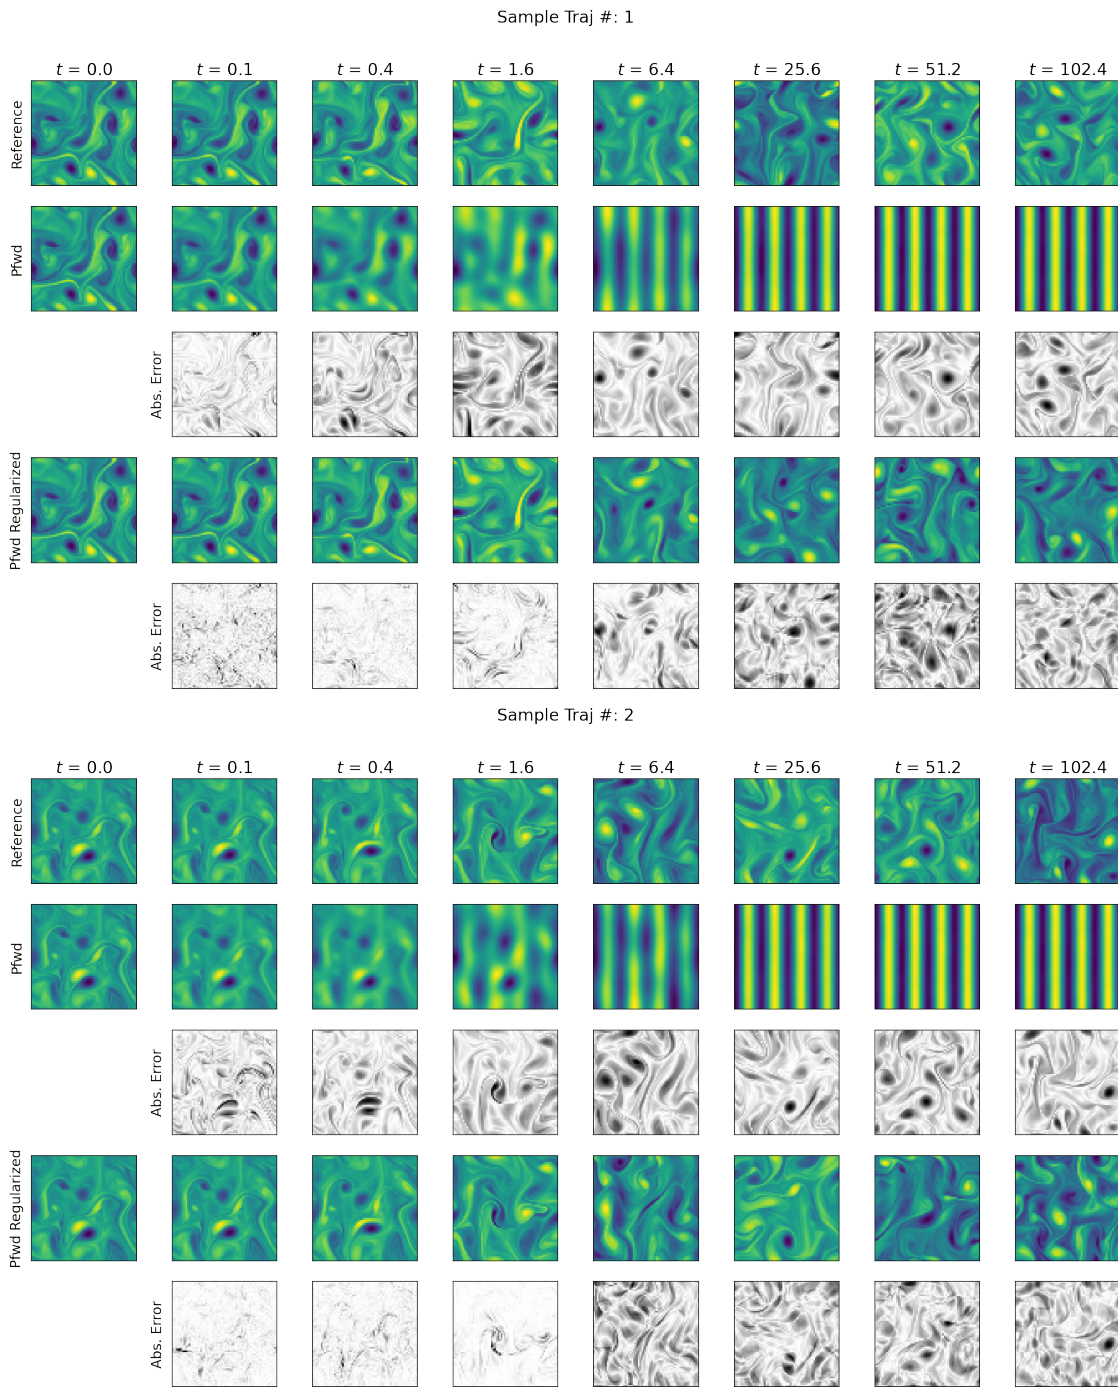 Sample Traj #: 1
t = 0.0 t = 0.1 t = 0.4 t = 1.6 t = 6.4 t = 25.6 t = 51.2 t = 102.4
Reference
Pfwd
Abs. Error
Pfwd Regularized
Abs. Error
Sample Traj #: 2
t = 0.0 t = 0.1 t = 0.4 t = 1.6 t = 6.4 t = 25.6 t = 51.2 t = 102.4
Reference
Pfwd
Abs. Error
Pfwd Regularized
Abs. Error